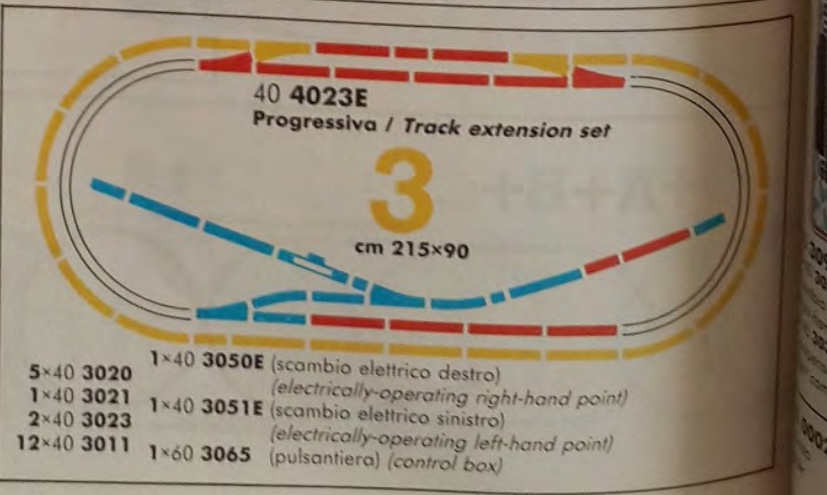 40 4023E
Progressiva / Track extension set
3
cm 215×90
5×40 3020
1×40 3021
2×40 3023
12×40 3011
1×40 3050E (scambio elettrico destro)
(electrically-operating right-hand point)
1×40 3051E (scambio elettrico sinistro)
(electrically-operating left-hand point)
1×60 3065 (pulsantiera) (control box)